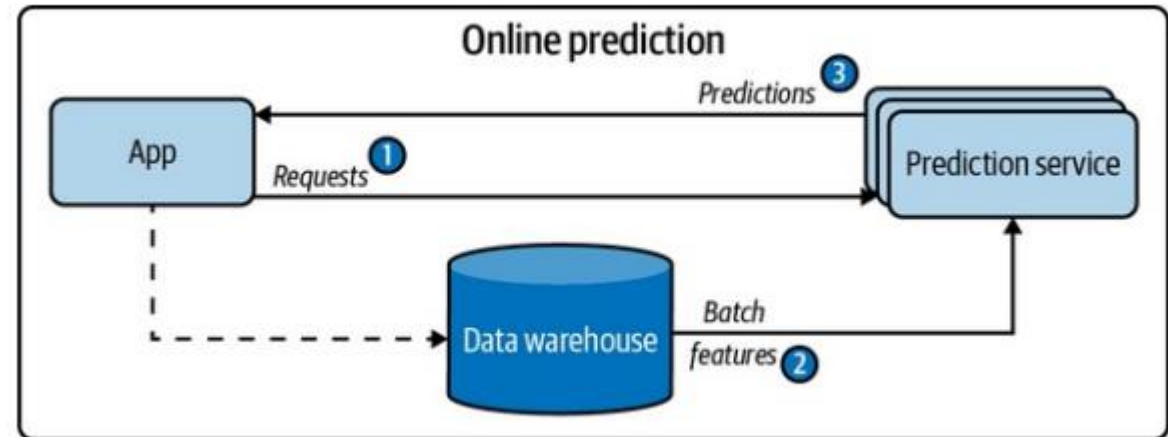 Online prediction
Predictions 3
App
Requests 1
Prediction service
Data warehouse
Batch
features 2